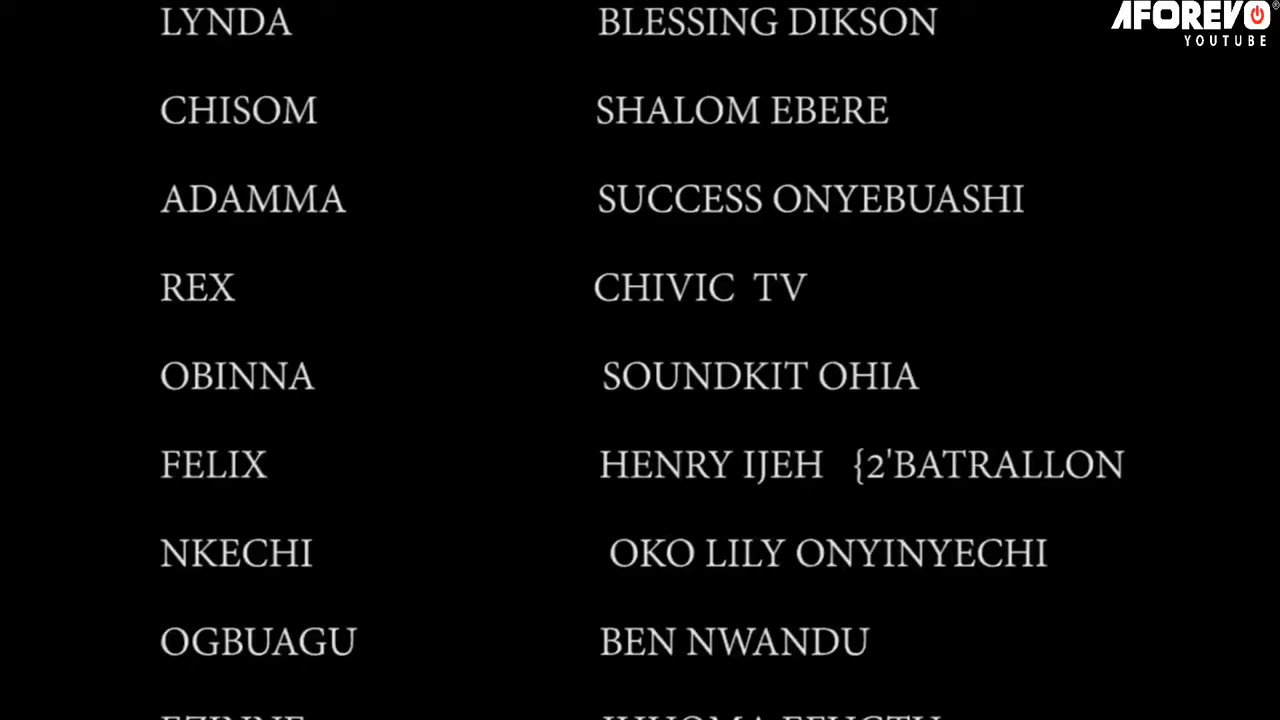 LYNDA BLESSING DIKSON
AFOREVO
YOUTUBE
CHISOM SHALOM EBERE
ADAMMA SUCCESS ONYEBUASHI
REX CHIVIC TV
OBINNA SOUNDKIT OHIA
FELIX HENRY IJEH {2'BATRALLON
NKECHI OKO LILY ONYINYECHI
OGBUAGU BEN NWANDU